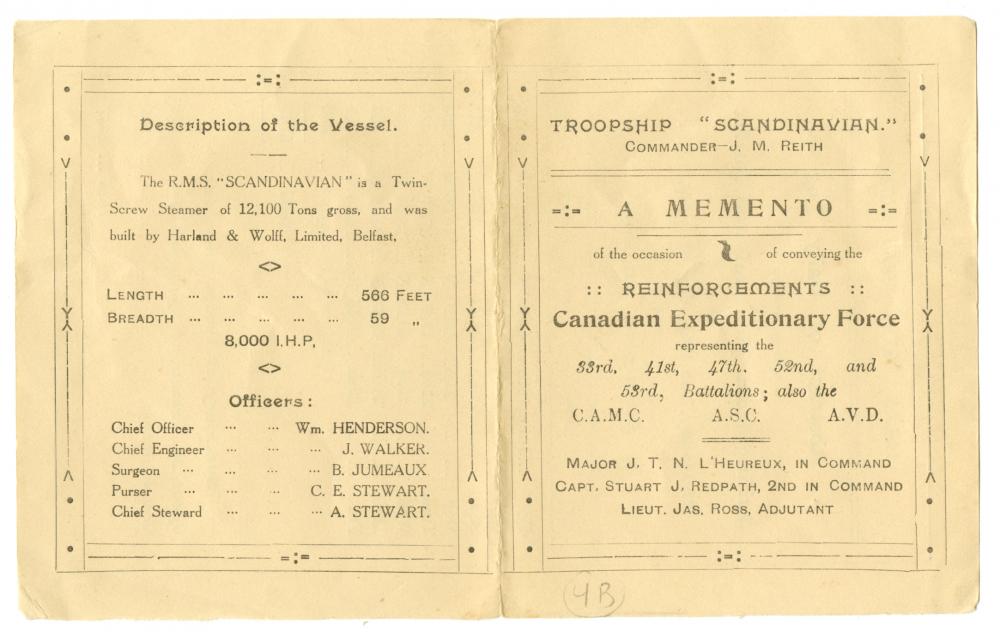 Description of the Vessel.
The R.M.S. "SCANDINAVIAN" is a Twin-
Screw Steamer of 12,100 Tons gross, and was
built by Harland & Wolff, Limited, Belfast,
<>
LENGTH ... ... ... ... ... 566 FEET
BREADTH ... ... ... ... ... 59 „
8,000 I.H.P,
<>
Officers:
Chief Officer ... ... Wm. HENDERSON.
Chief Engineer ... ... ... J. WALKER.
Surgeon ... ... ... ... B. JUMEAUX
Purser ... ... ... C. E. STEWART.
Chief Steward ... ... ... A. STEWART.
TROOPSHIP "SCANDINAVIAN."
COMMANDER—J. M. REITH
A MEMENTO
of the occasion of conveying the
:: REINFORCEMENTS ::
Canadian Expeditionary Force
representing the
33rd. 41st, 47th. 52nd, and
53rd, Battalions; also the
C.A.M.C. A.S.C. A.V.D.
MAJOR J. T. N. L'HEUREUX, IN COMMAND
CAPT. STUART J. REDPATH, 2ND IN COMMAND
LIEUT. JAS. ROSS, ADJUTANT
4B